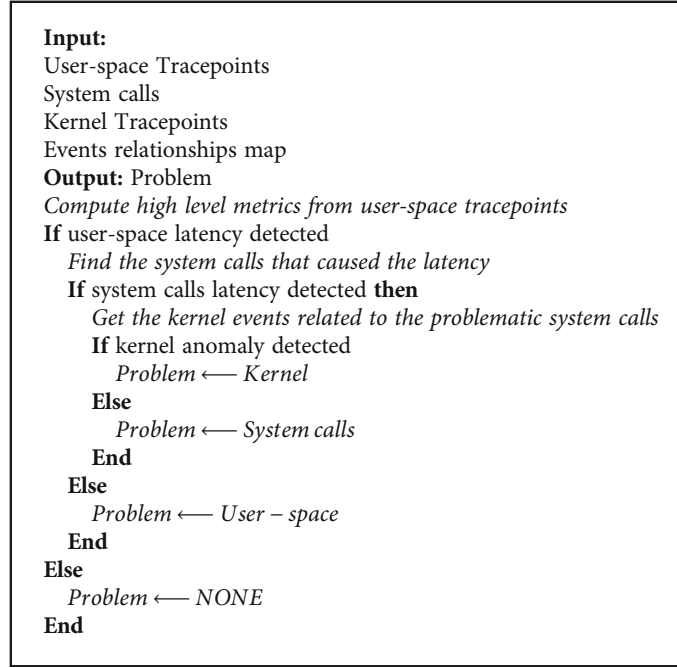 Input:
User-space Tracepoints
System calls
Kernel Tracepoints
Events relationships map
Output: Problem
Compute high level metrics from user-space tracepoints
If user-space latency detected
Find the system calls that caused the latency
If system calls latency detected then
Get the kernel events related to the problematic system calls
If kernel anomaly detected
Problem ⟵ Kernel
Else
Problem ⟵ System calls
End
Else
Problem ⟵ User – space
End
Else
Problem ⟵ NONE
End